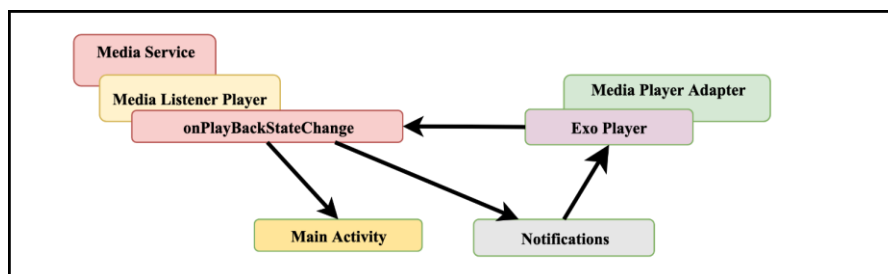 Media Service
Media Listener Player
onPlayBackStateChange
Media Player Adapter
Exo Player
Main Activity
Notifications